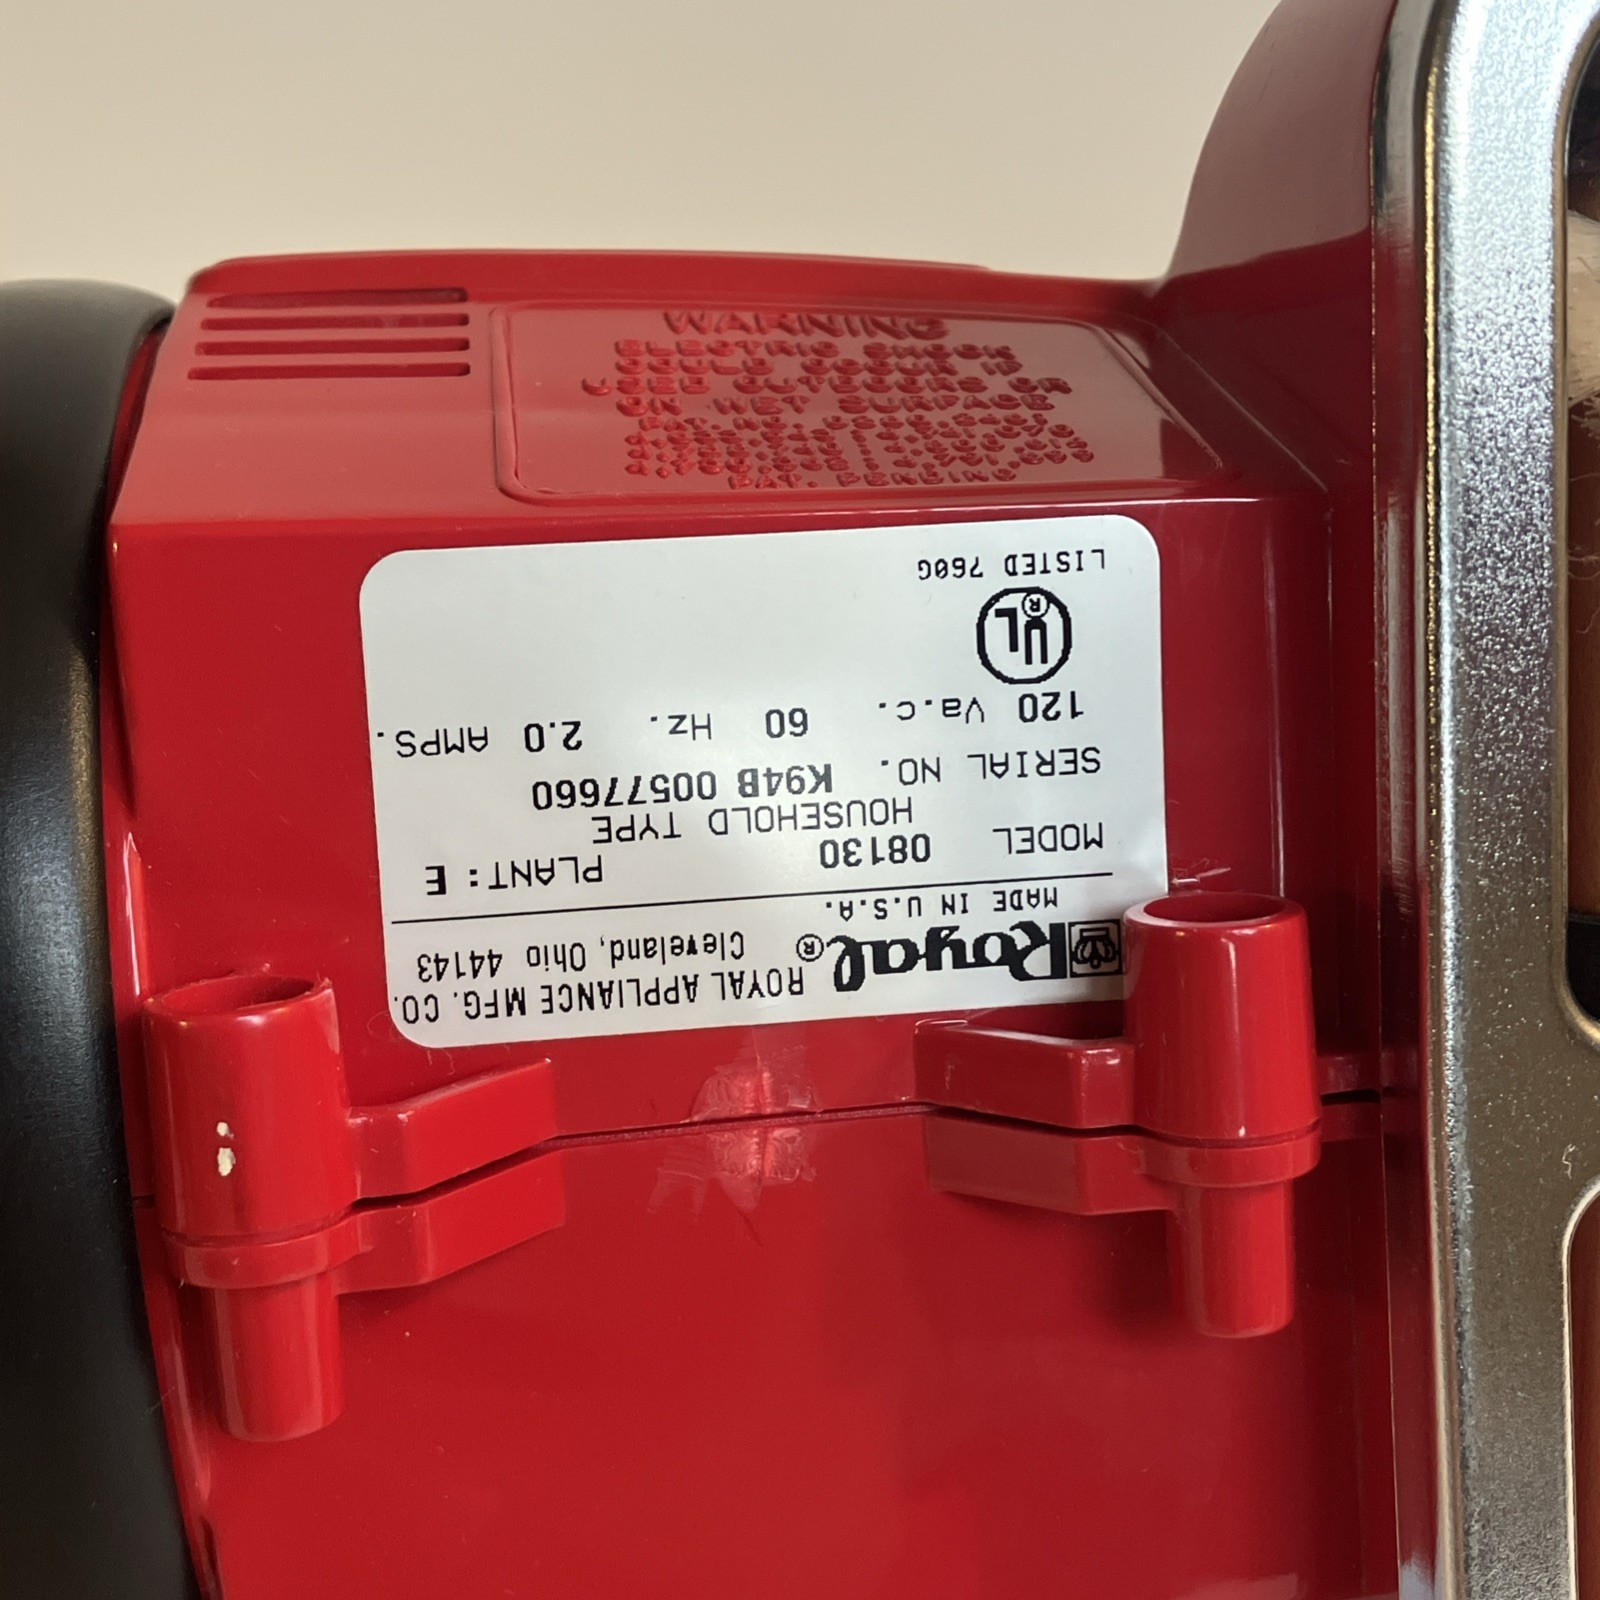 Royal® ROYAL APPLIANCE MFG. CO.
Cleveland, Ohio 44143
MADE IN U.S.A.
MODEL 08130 PLANT: E
HOUSEHOLD TYPE
SERIAL NO. K94B 00577660
120 Va.c. 60 Hz. 2.0 AMPS.
UL®
LISTED 760G
WARNING
ELECTRIC SHOCK
COULD OCCUR IF
USED OUTDOORS OR
ON WET SURFACE
PAT. PENDING